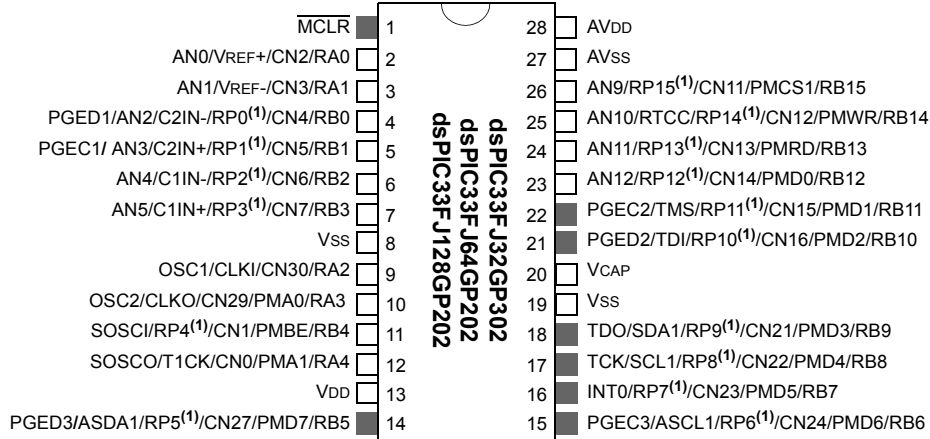 MCLR 1 28 AVDD
AN0/VREF+/CN2/RA0 2 27 AVSS
AN1/VREF-/CN3/RA1 3 26 AN9/RP15(1)/CN11/PMCS1/RB15
PGED1/AN2/C2IN-/RP0(1)/CN4/RB0 4 25 AN10/RTCC/RP14(1)/CN12/PMWR/RB14
PGEC1/ AN3/C2IN+/RP1(1)/CN5/RB1 5 24 AN11/RP13(1)/CN13/PMRD/RB13
AN4/C1IN-/RP2(1)/CN6/RB2 6 23 AN12/RP12(1)/CN14/PMD0/RB12
AN5/C1IN+/RP3(1)/CN7/RB3 7 22 PGEC2/TMS/RP11(1)/CN15/PMD1/RB11
VSS 8 21 PGED2/TDI/RP10(1)/CN16/PMD2/RB10
OSC1/CLKI/CN30/RA2 9 20 VCAP
OSC2/CLKO/CN29/PMA0/RA3 10 19 VSS
SOSCI/RP4(1)/CN1/PMBE/RB4 11 18 TDO/SDA1/RP9(1)/CN21/PMD3/RB9
SOSCO/T1CK/CN0/PMA1/RA4 12 17 TCK/SCL1/RP8(1)/CN22/PMD4/RB8
VDD 13 16 INT0/RP7(1)/CN23/PMD5/RB7
PGED3/ASDA1/RP5(1)/CN27/PMD7/RB5 14 15 PGEC3/ASCL1/RP6(1)/CN24/PMD6/RB6
dsPIC33FJ32GP302
dsPIC33FJ64GP202
dsPIC33FJ128GP202